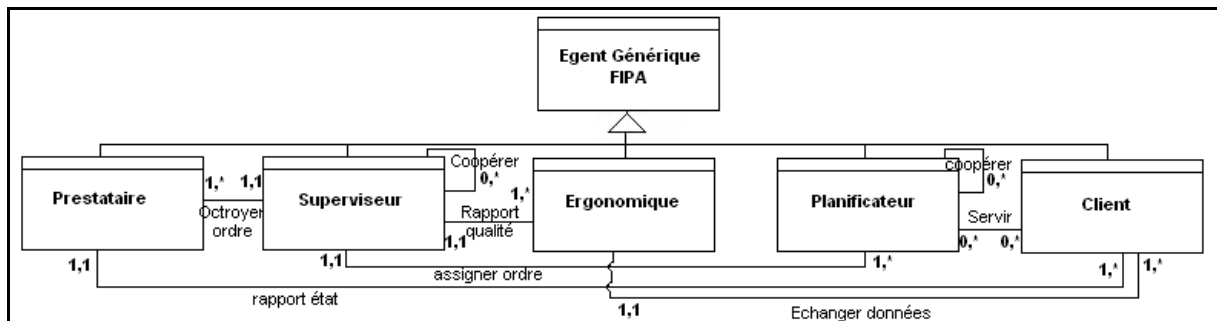 Egent Générique
FIPA
Coopérer
0,*
coopérer
0,*
Prestataire
1,*
1,1
Superviseur
1,*
Ergonomique
Planificateur
Client
Octroyer
ordre
Rapport
qualité
Servir
1,1
0,*
0,*
1,1
1,1
assigner ordre
1,*
1,*
1,*
rapport état
1,1
Echanger données